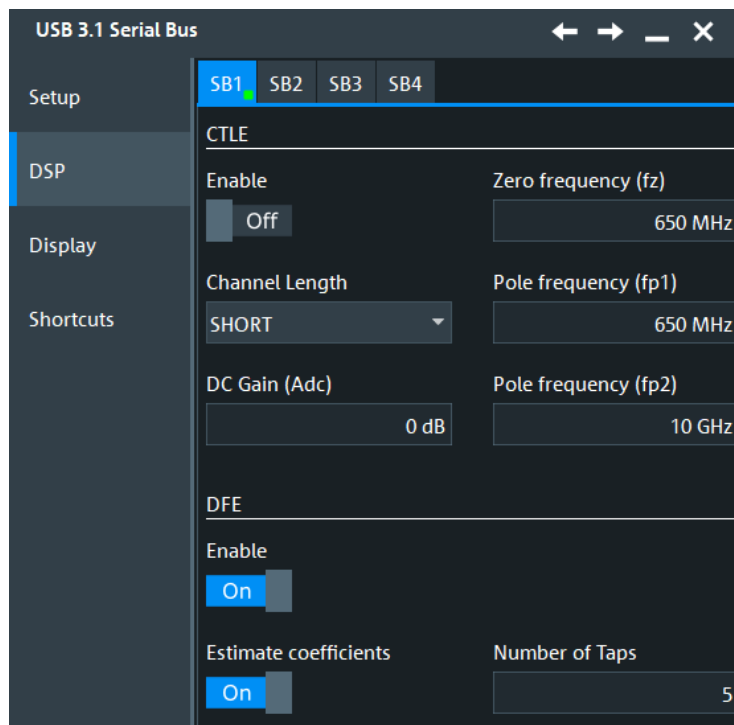 USB 3.1 Serial Bus
Setup
DSP
Display
Shortcuts
SB1 SB2 SB3 SB4
CTLE
Enable Zero frequency (fz)
Off 650 MHz
Channel Length Pole frequency (fp1)
SHORT 650 MHz
DC Gain (Adc) Pole frequency (fp2)
0 dB 10 GHz
DFE
Enable
On
Estimate coefficients Number of Taps
On 5